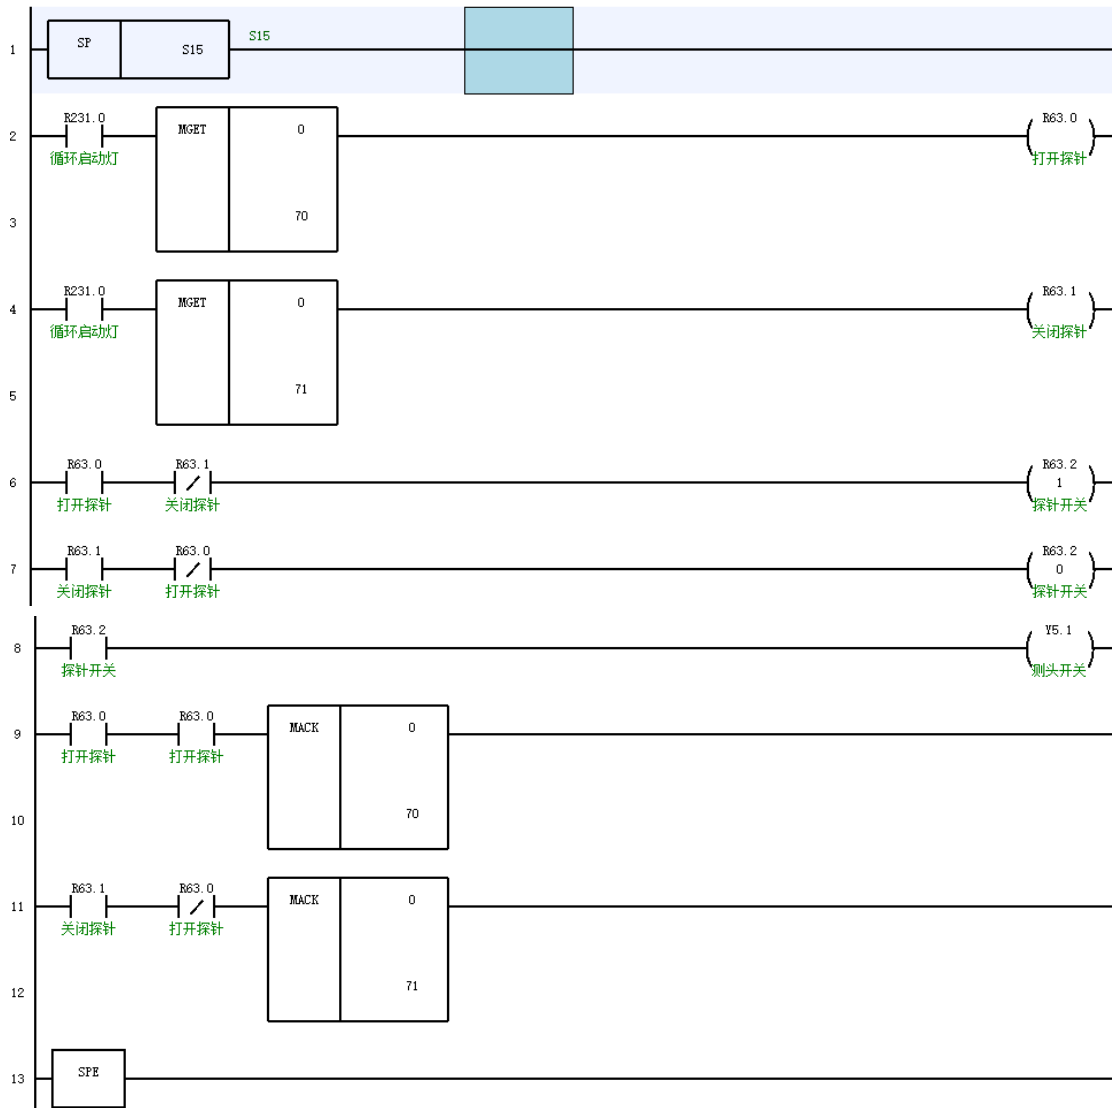 1 SP S15 S15
R231.0 R63.0
2 MGET 0
循环启动灯 打开探针
3 70
R231.0 R63.1
4 MGET 0
循环启动灯 关闭探针
5 71
R63.0 R63.1 R63.2
6 1
打开探针 关闭探针 探针开关
R63.1 R63.0 R63.2
7 0
关闭探针 打开探针 探针开关
R63.2 Y5.1
8
探针开关 测头开关
R63.0 R63.0
9 MACK 0
打开探针 打开探针
10 70
R63.1 R63.0
11 MACK 0
关闭探针 打开探针
12 71
13 SPE